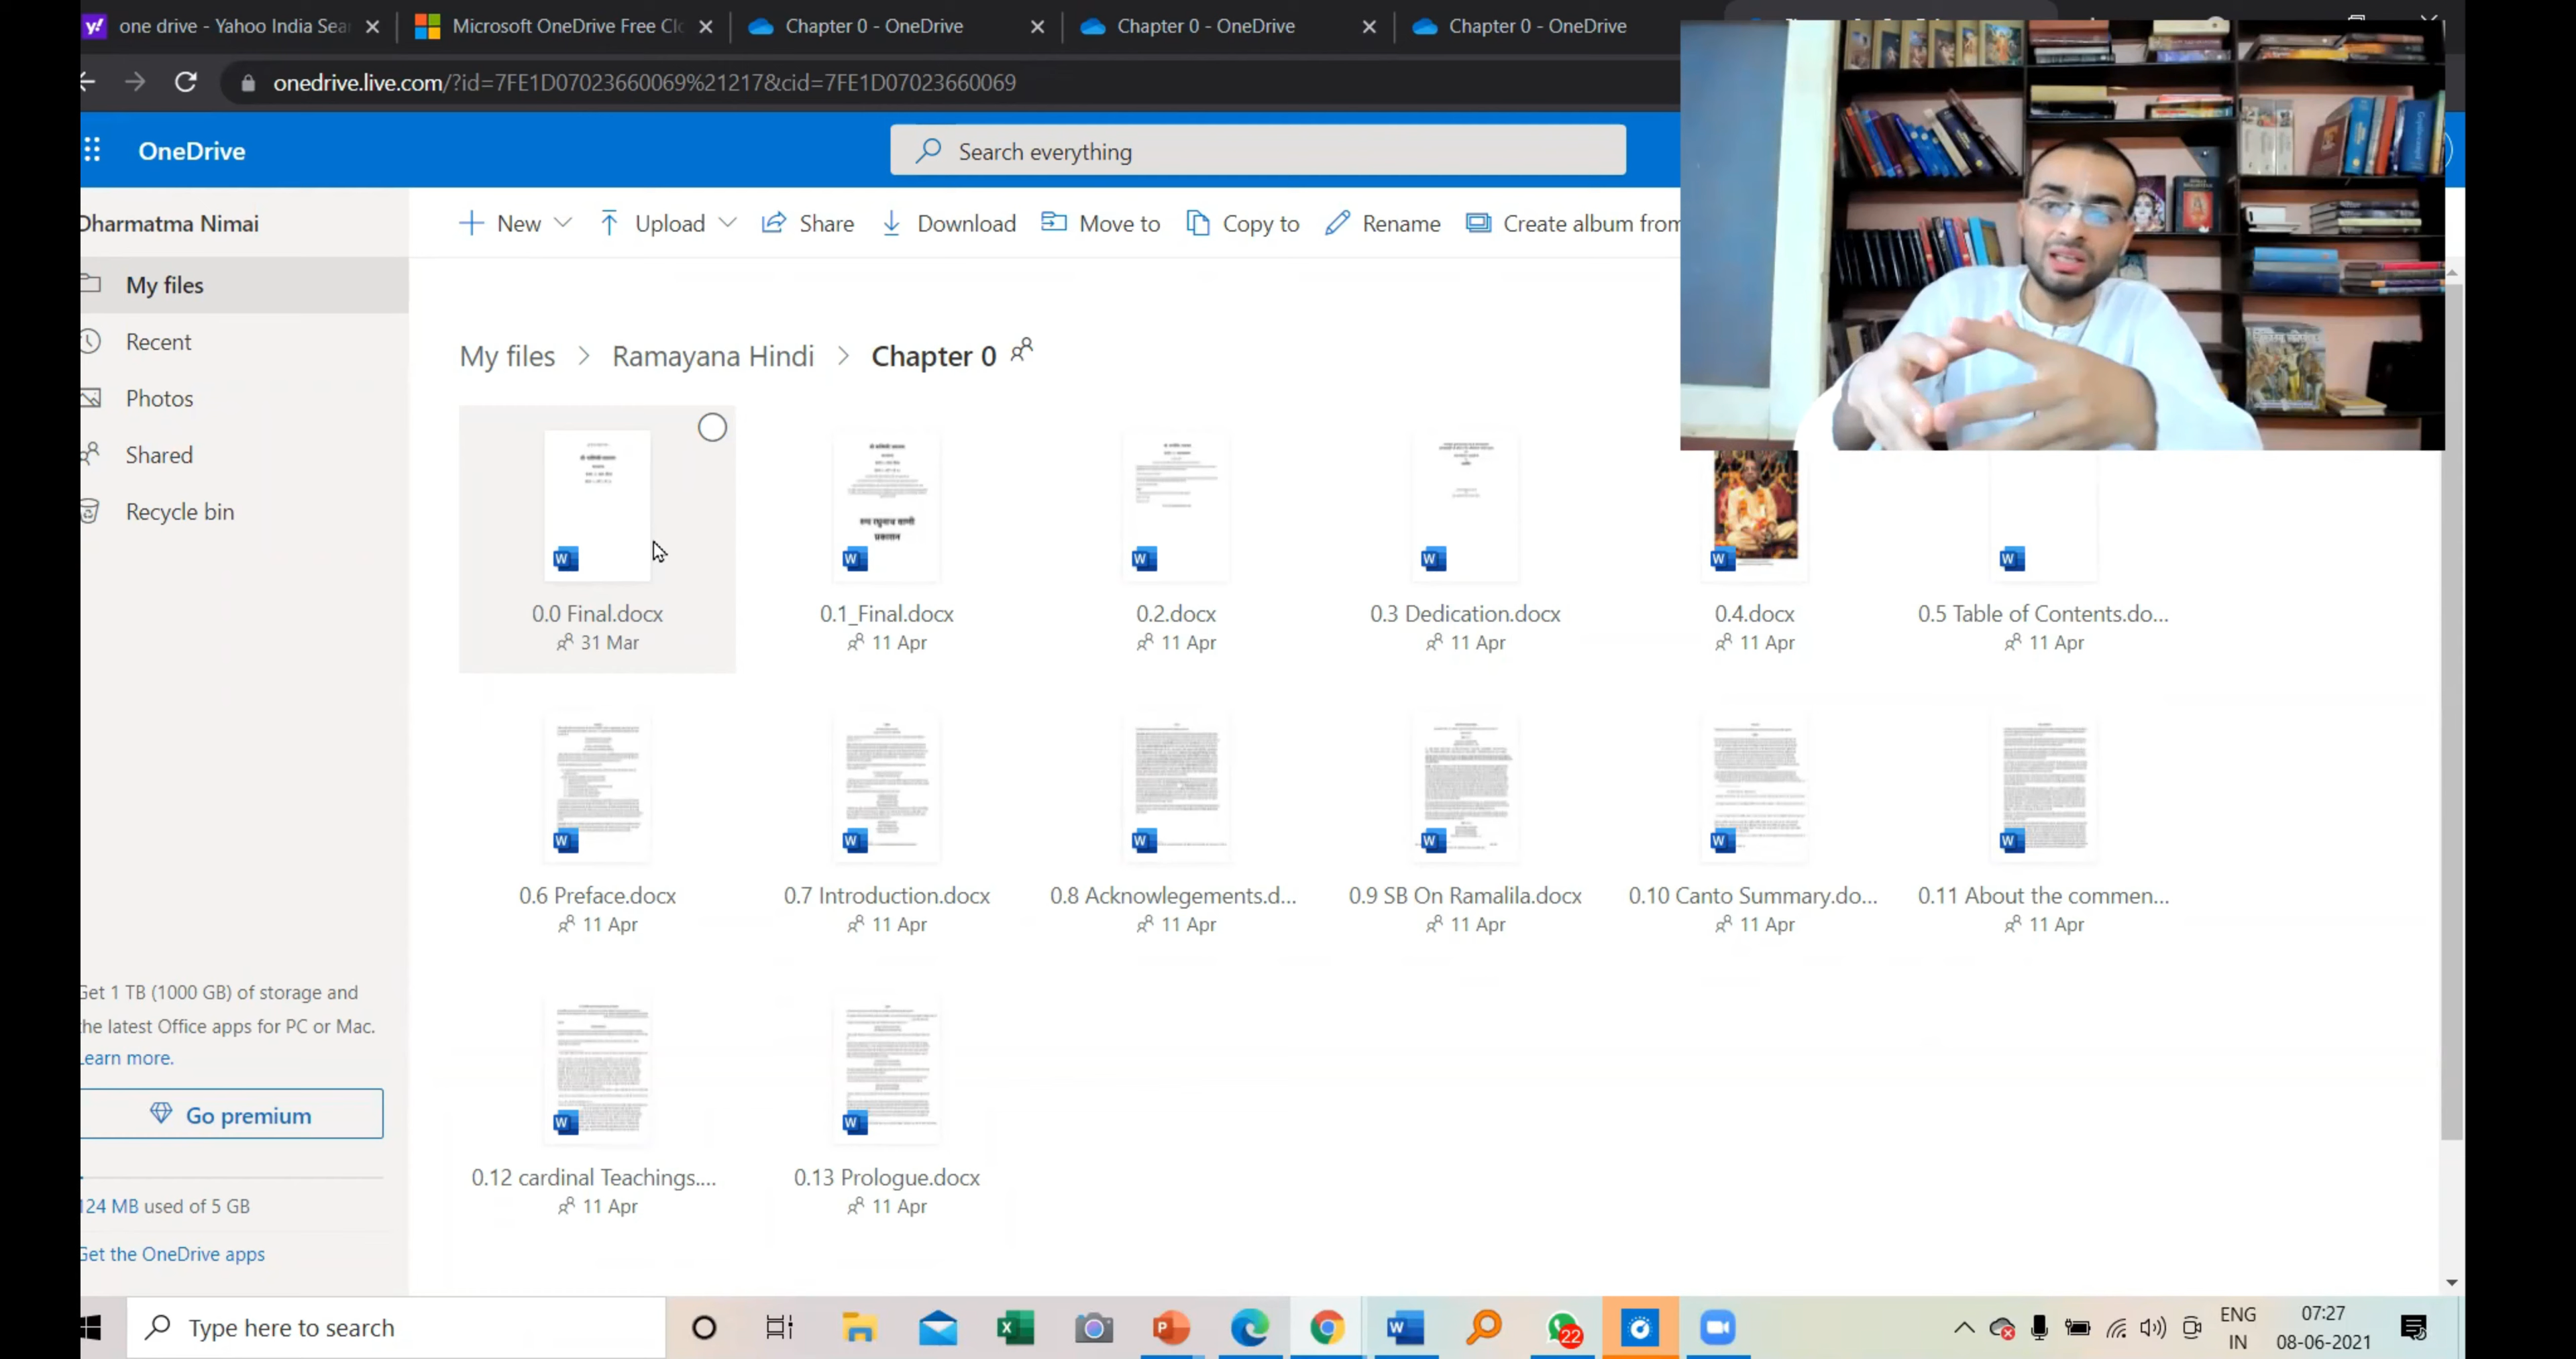 one drive - Yahoo India Sea
Microsoft OneDrive Free Clo
Chapter 0 - OneDrive
Chapter 0 - OneDrive
Chapter 0 - OneDrive
onedrive.live.com/?id=7FE1D07023660069%21217&cid=7FE1D07023660069
OneDrive
Search everything
Dharmatma Nimai
New
Upload
Share
Download
Move to
Copy to
Rename
Create album from
My files
Recent
Photos
Shared
Recycle bin
My files > Ramayana Hindi > Chapter 0
रूप रघुनाथ वाणी
प्रकाशन
0.0 Final.docx
31 Mar
0.1_Final.docx
11 Apr
0.2.docx
11 Apr
0.3 Dedication.docx
11 Apr
0.4.docx
11 Apr
0.5 Table of Contents.do...
11 Apr
0.6 Preface.docx
11 Apr
0.7 Introduction.docx
11 Apr
0.8 Acknowlegements.d...
11 Apr
0.9 SB On Ramalila.docx
11 Apr
0.10 Canto Summary.do...
11 Apr
0.11 About the commen...
11 Apr
0.12 cardinal Teachings....
11 Apr
0.13 Prologue.docx
11 Apr
Get 1 TB (1000 GB) of storage and
the latest Office apps for PC or Mac.
Learn more.
Go premium
124 MB used of 5 GB
Get the OneDrive apps
Type here to search
22
ENG
IN
07:27
08-06-2021